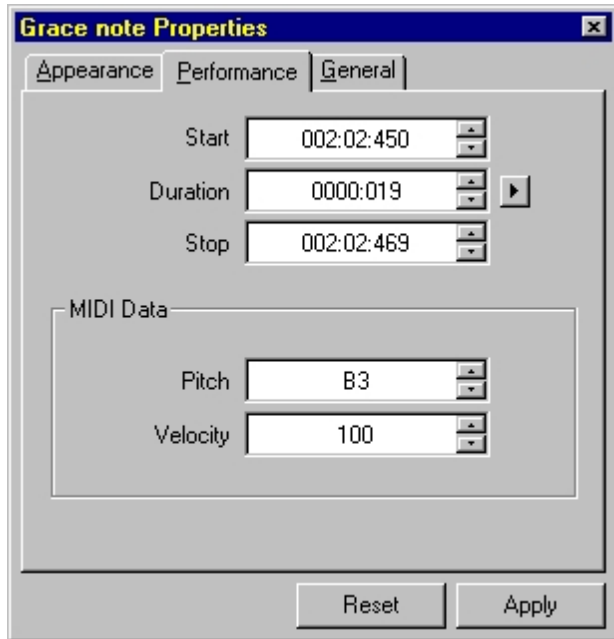 Grace note Properties
Appearance Performance General
Start 002:02:450
Duration 0000:019
Stop 002:02:469
MIDI Data
Pitch B3
Velocity 100
Reset Apply